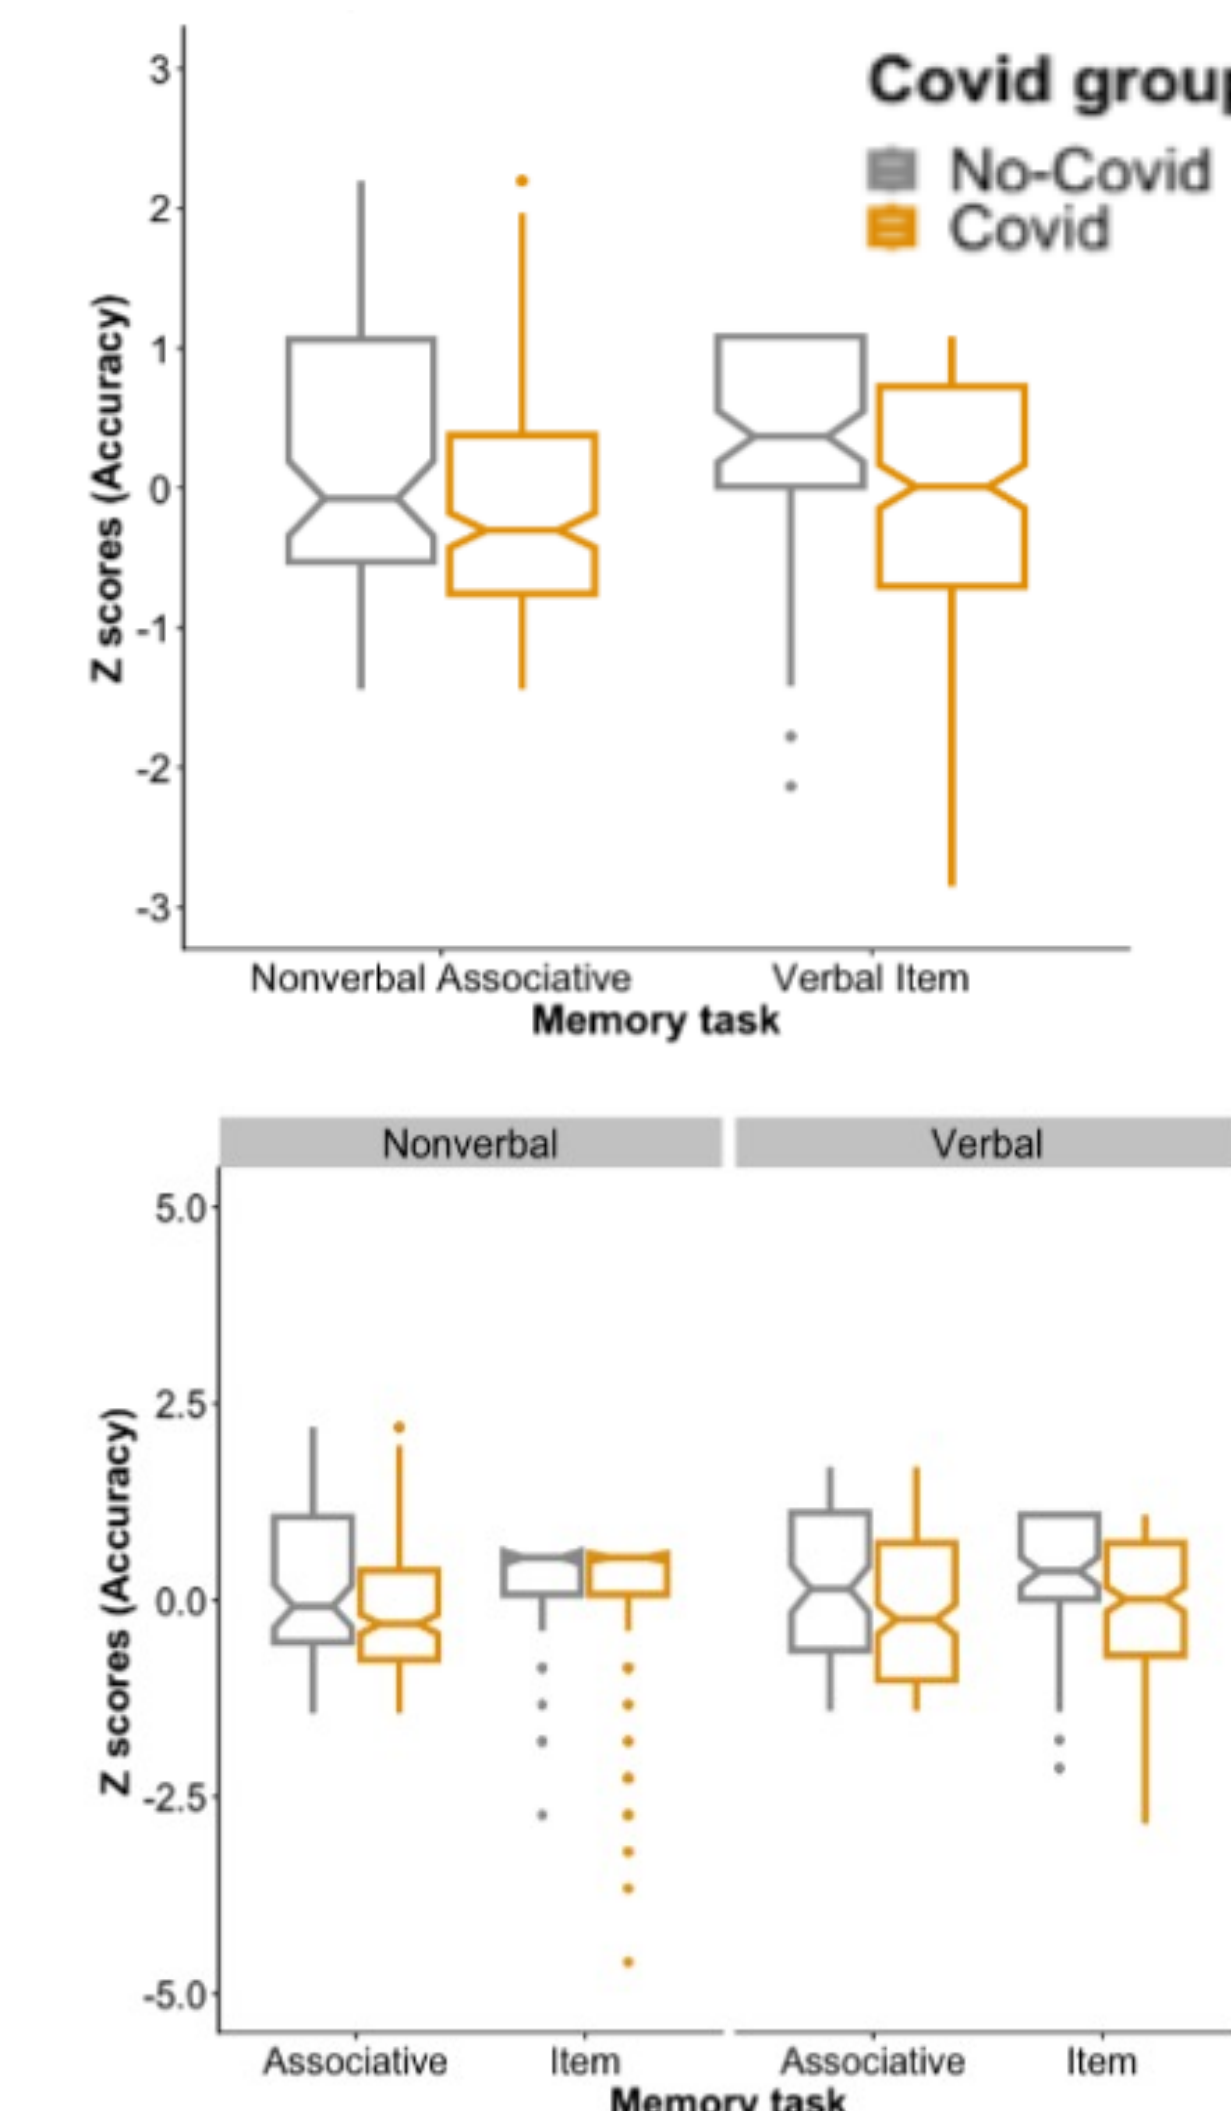 3
Covid group
No-Covid
Covid
2
1
0
-1
-2
-3
Z scores (Accuracy)
Nonverbal Associative Verbal Item
Memory task
Nonverbal Verbal
5.0
2.5
0.0
-2.5
-5.0
Z scores (Accuracy)
Associative Item Associative Item
Memory task